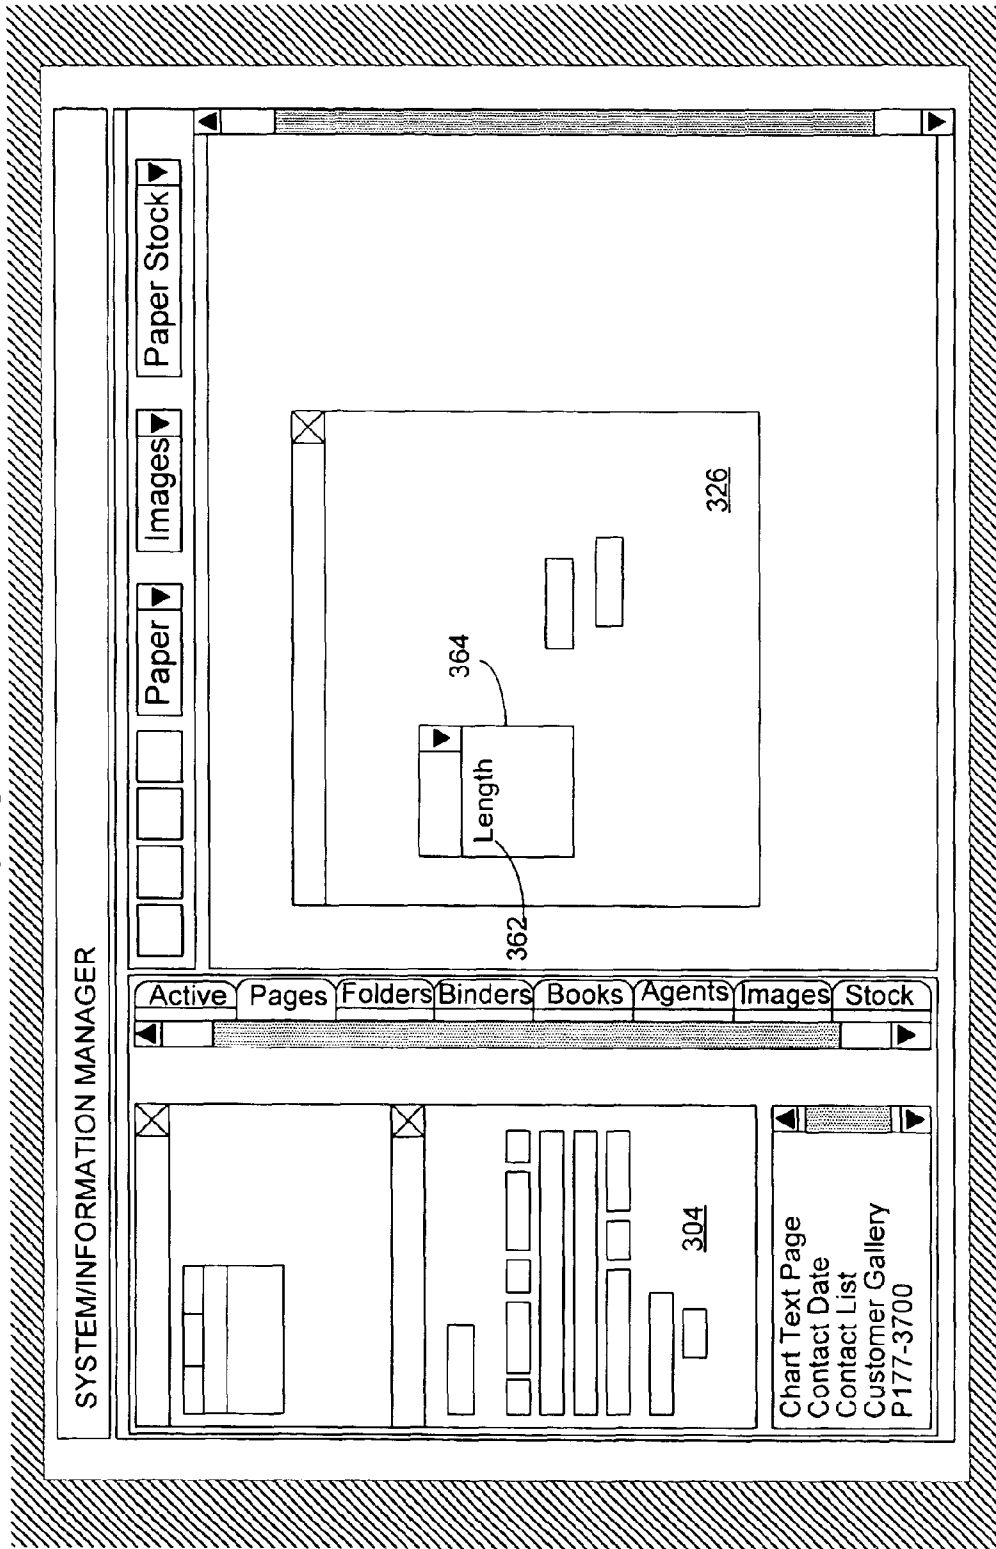 SYSTEM/INFORMATION MANAGER
Paper
Images
Paper Stock
Active
Pages
Folders
Binders
Books
Agents
Images
Stock
364
Length
362
326
304
Chart Text Page
Contact Date
Contact List
Customer Gallery
P177-3700